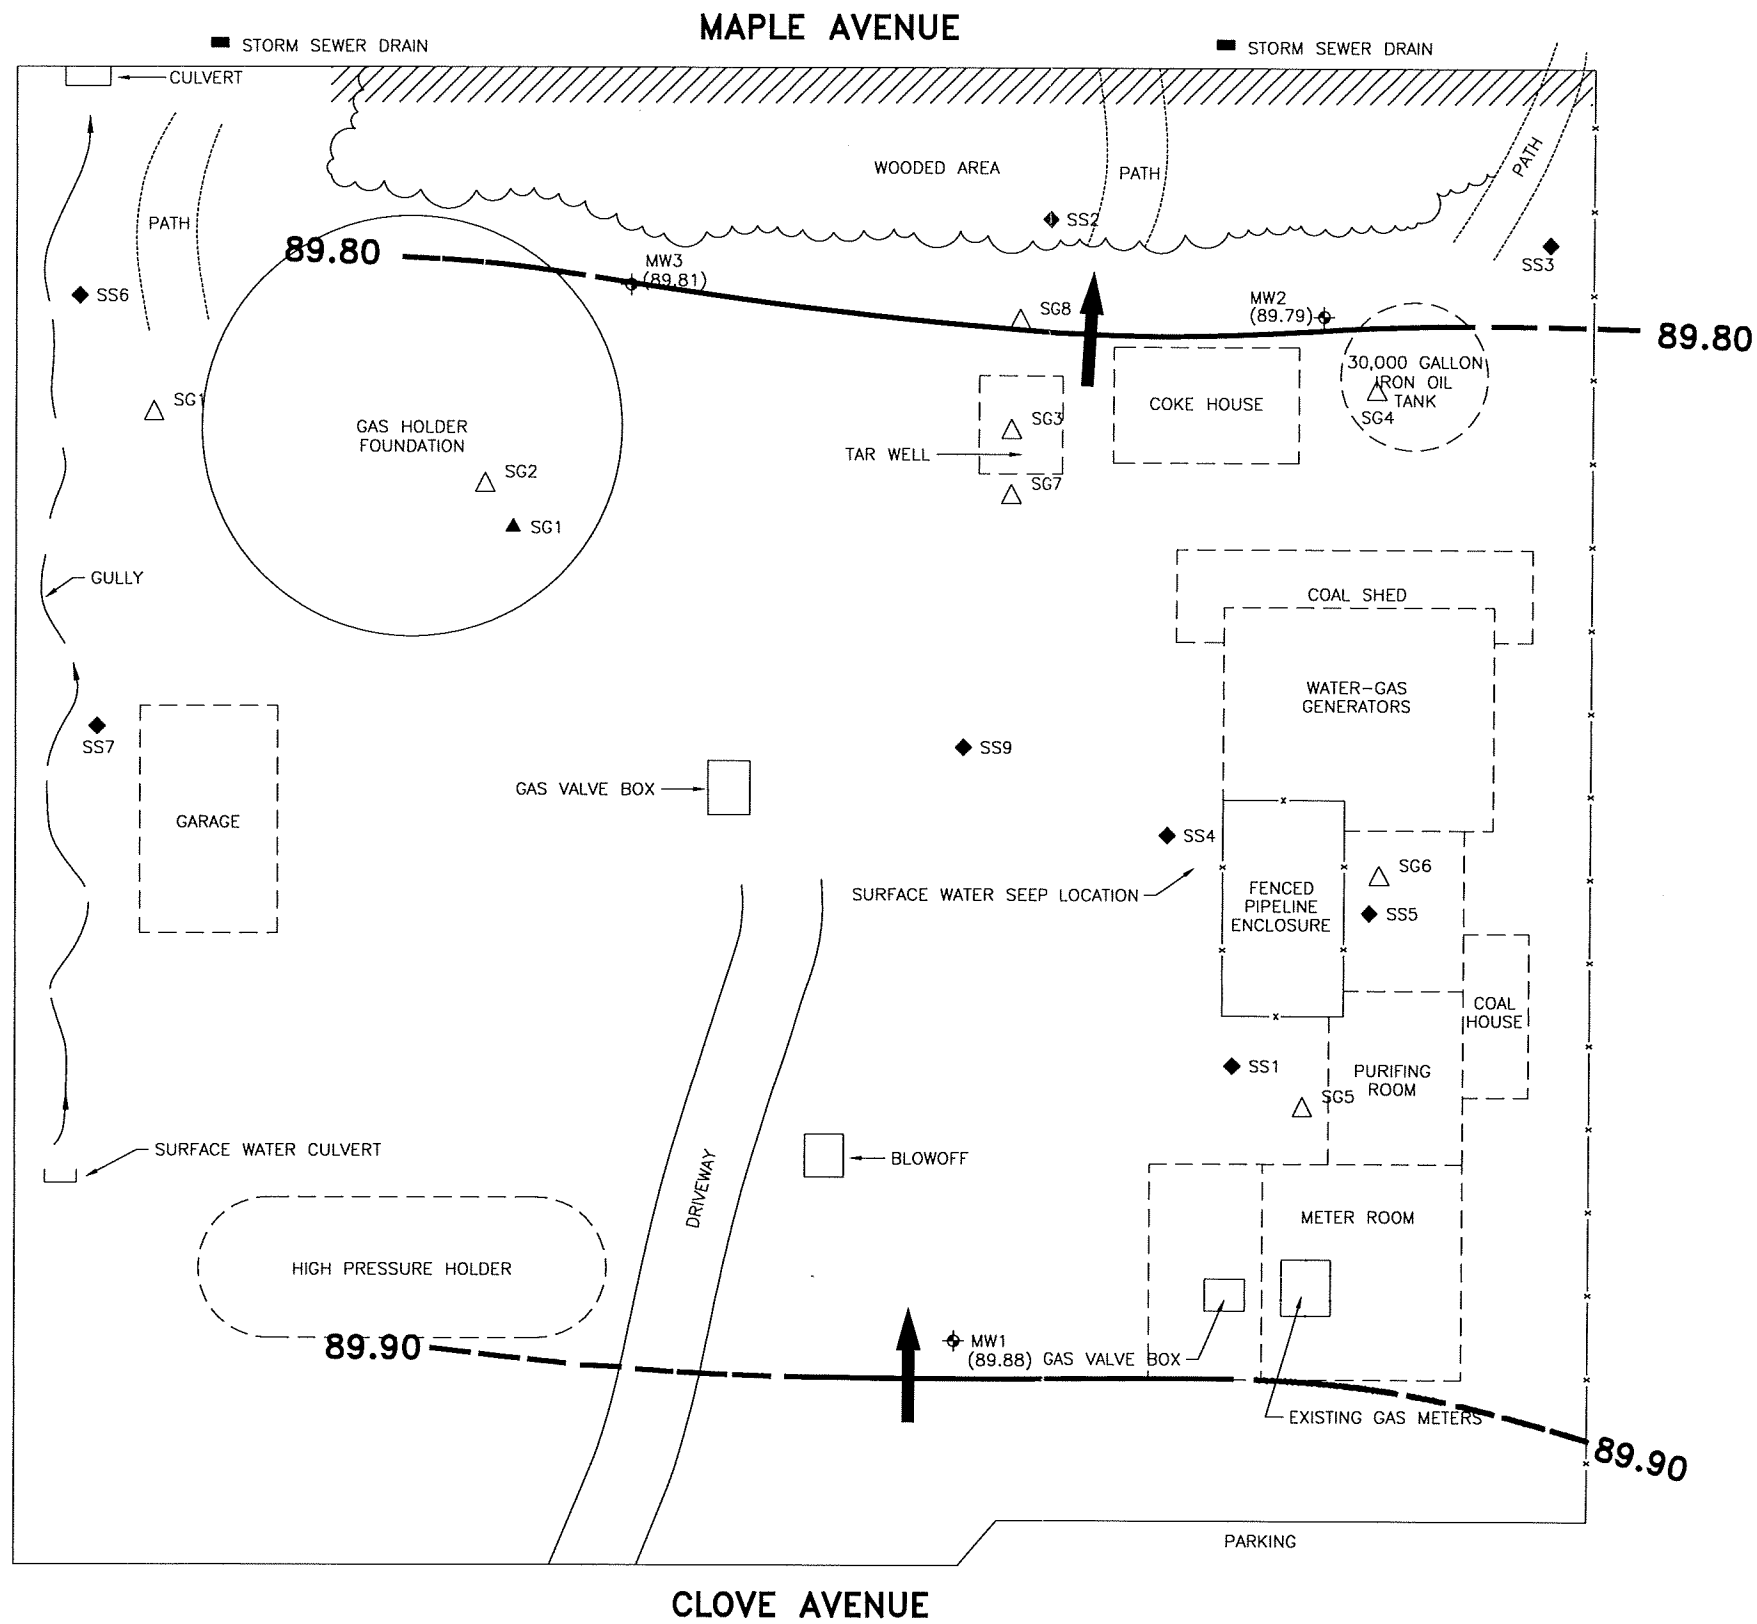 MAPLE AVENUE
STORM SEWER DRAIN
STORM SEWER DRAIN
CULVERT
WOODED AREA
PATH
PATH
PATH
SS2
SS3
89.80
MW3
(89.81)
SS6
SG8
MW2
(89.79)
89.80
30,000 GALLON
IRON OIL
TANK
SG4
SG1
GAS HOLDER
FOUNDATION
SG3
COKE HOUSE
TAR WELL
SG2
SG7
SG1
GULLY
COAL SHED
WATER-GAS
GENERATORS
SS7
SS9
GAS VALVE BOX
GARAGE
SS4
SG6
SURFACE WATER SEEP LOCATION
FENCED
PIPELINE
ENCLOSURE
SS5
COAL
HOUSE
SS1
PURIFING
ROOM
SG5
SURFACE WATER CULVERT
BLOWOFF
DRIVEWAY
METER ROOM
HIGH PRESSURE HOLDER
89.90
MW1
(89.88)
GAS VALVE BOX
EXISTING GAS METERS
89.90
PARKING
CLOVE AVENUE